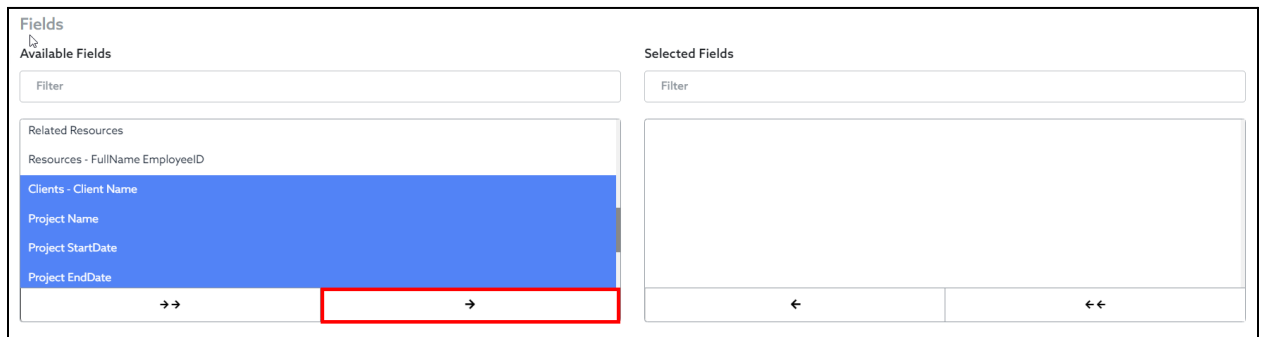 Fields
Available Fields
Selected Fields
Filter
Filter
Related Resources
Resources - FullName EmployeeID
Clients - Client Name
Project Name
Project StartDate
Project EndDate
→→
→
←
←←